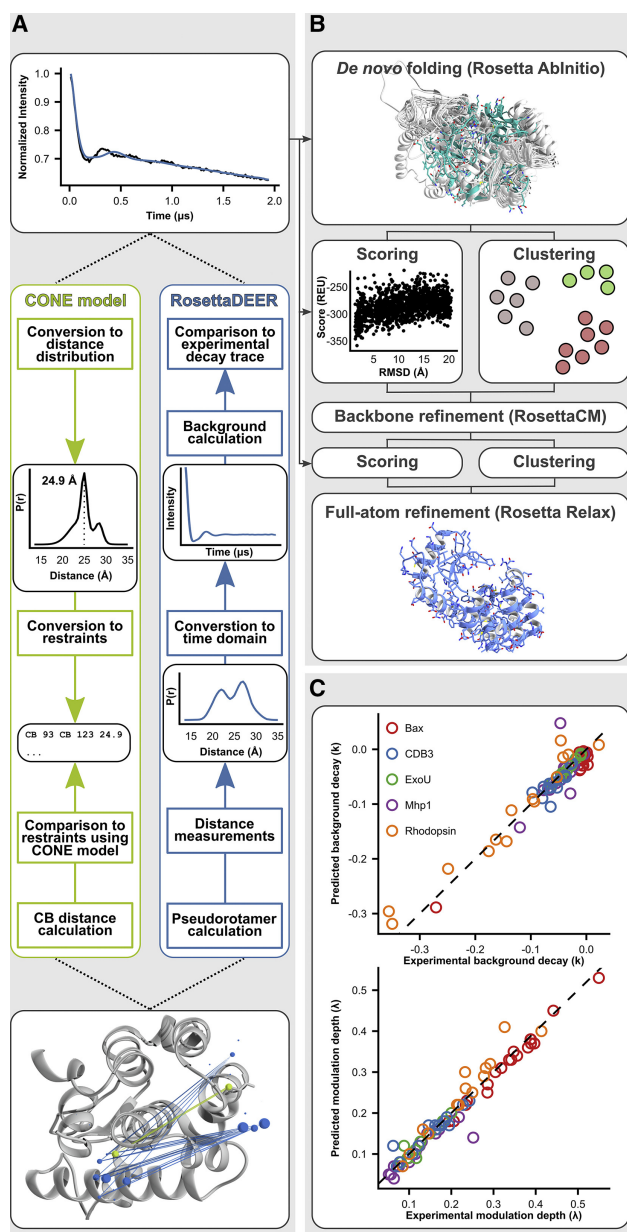 A
1.0
0.9
0.8
0.7
Normalized Intensity
0.0 0.5 1.0 1.5 2.0
Time (µs)
CONE model
Conversion to
distance
distribution
P(r)
24.9 Å
15 20 25 30 35
Distance (Å)
Conversion to
restraints
CB 93 CB 123 24.9
...
Comparison to
restraints using
CONE model
CB distance
calculation
RosettaDEER
Comparison to
experimental
decay trace
Background
calculation
Intensity
Time (µs)
Converstion to
time domain
P(r)
15 20 25 30 35
Distance (Å)
Distance
measurements
Pseudorotamer
calculation
B
De novo folding (Rosetta AbInitio)
Scoring
Score (REU)
-250
-300
-350
5 10 15 20
RMSD (Å)
Clustering
Backbone refinement (RosettaCM)
Scoring
Clustering
Full-atom refinement (Rosetta Relax)
C
Predicted background decay (k)
0.0
-0.1
-0.2
-0.3
Bax
CDB3
ExoU
Mhp1
Rhodopsin
-0.3 -0.2 -0.1 0.0
Experimental background decay (k)
Predicted modulation depth (λ)
0.5
0.4
0.3
0.2
0.1
0.1 0.2 0.3 0.4 0.5
Experimental modulation depth (λ)